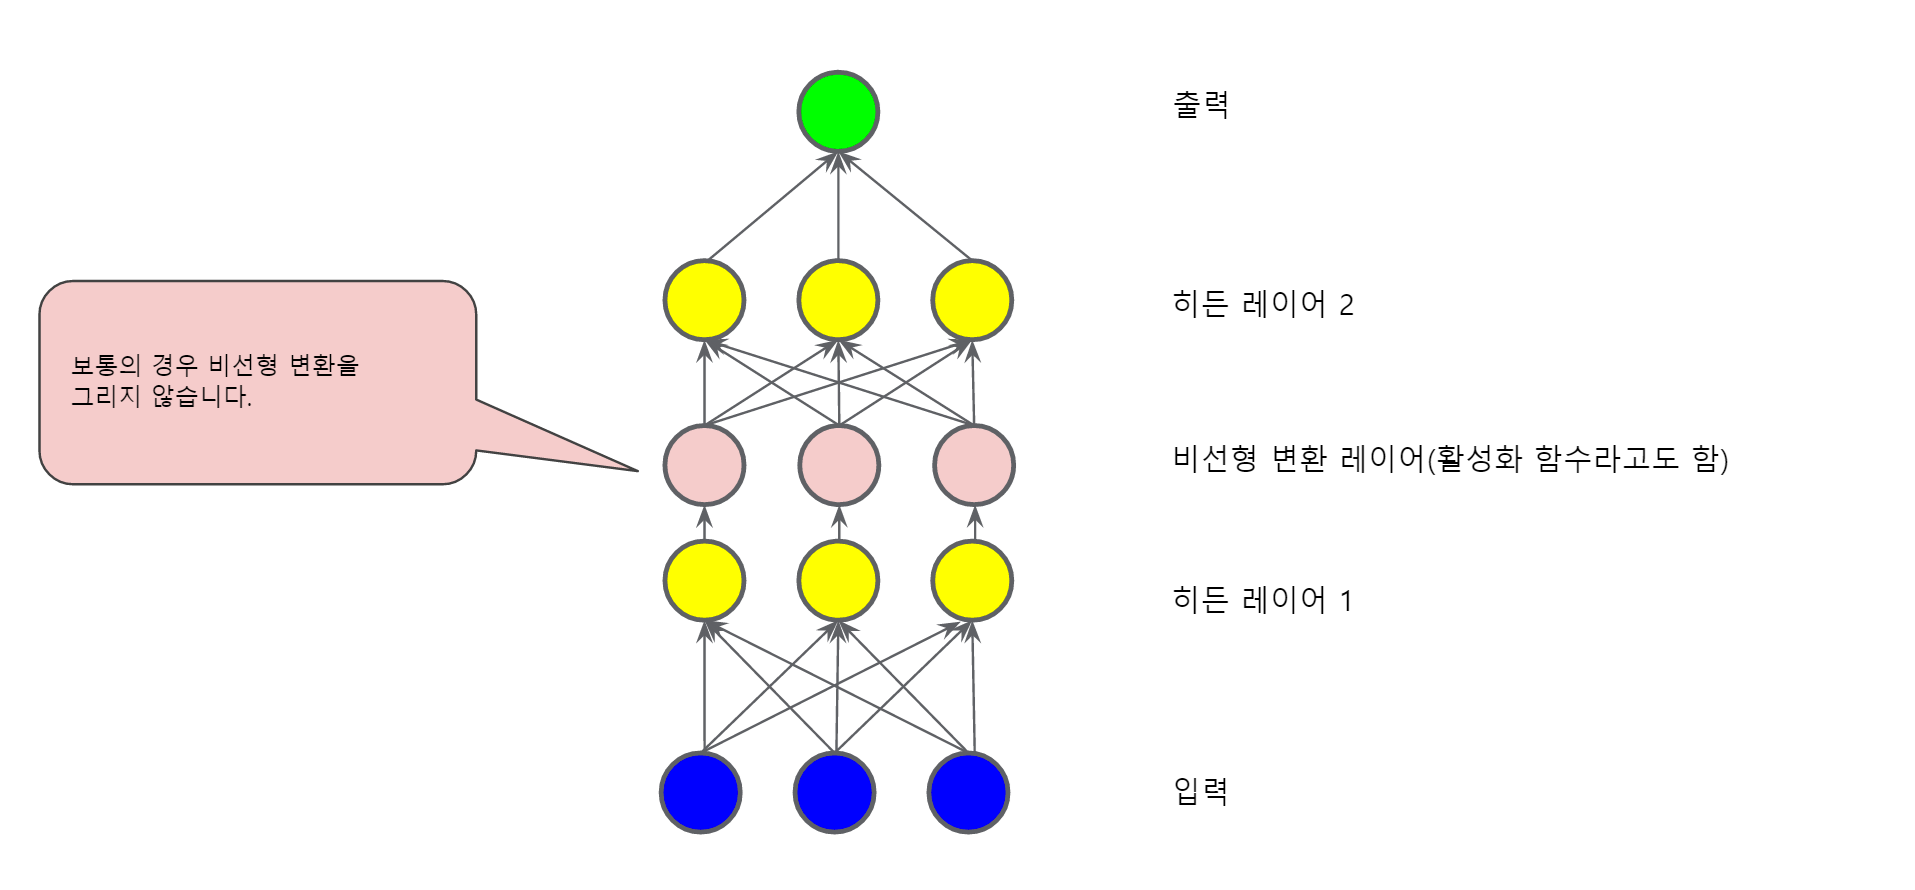 출력
히든 레이어 2
보통의 경우 비선형 변환을
그리지 않습니다.
비선형 변환 레이어(활성화 함수라고도 함)
히든 레이어 1
입력